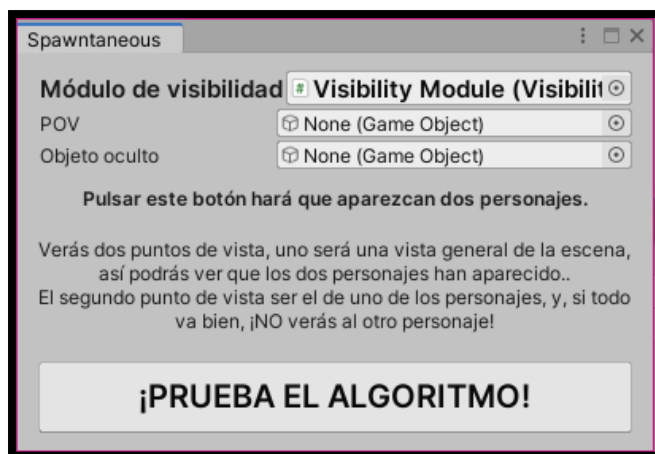 Spawntaneous
Módulo de visibilidad # Visibility Module (Visibilit
POV None (Game Object)
Objeto oculto None (Game Object)
Pulsar este botón hará que aparezcan dos personajes.
Verás dos puntos de vista, uno será una vista general de la escena,
así podrás ver que los dos personajes han aparecido..
El segundo punto de vista ser el de uno de los personajes, y, si todo
va bien, ¡NO verás al otro personaje!
¡PRUEBA EL ALGORITMO!